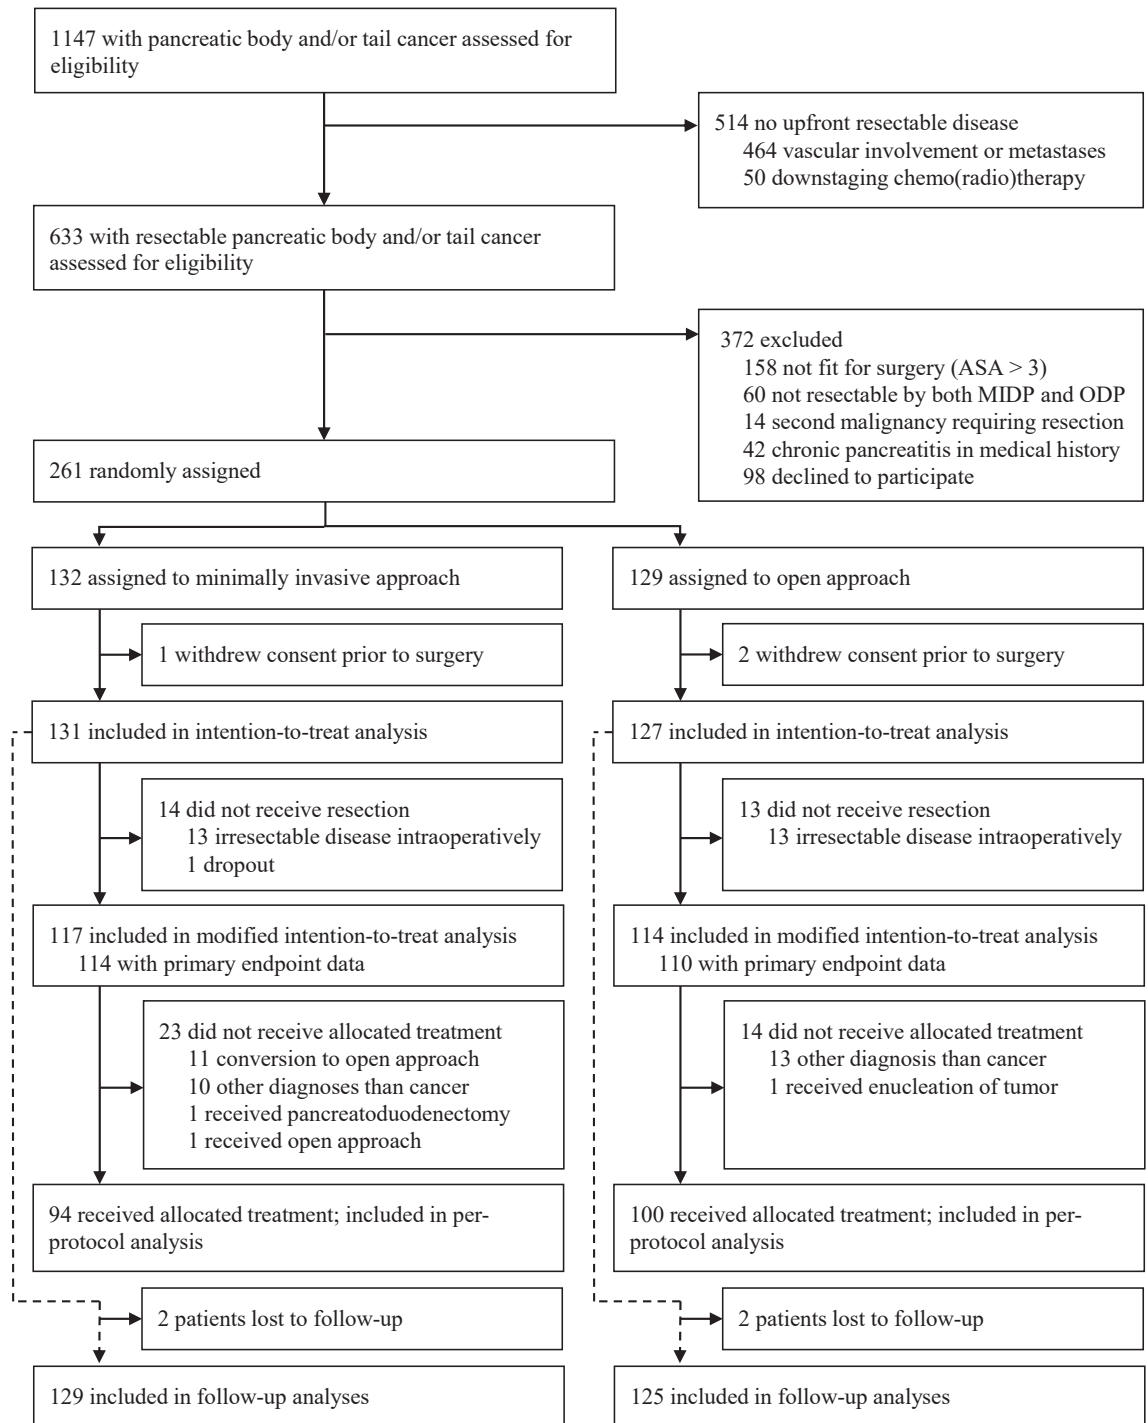 1147 with pancreatic body and/or tail cancer assessed for
eligibility
514 no upfront resectable disease
464 vascular involvement or metastases
50 downstaging chemo(radio)therapy
633 with resectable pancreatic body and/or tail cancer
assessed for eligibility
372 excluded
158 not fit for surgery (ASA > 3)
60 not resectable by both MIDP and ODP
14 second malignancy requiring resection
42 chronic pancreatitis in medical history
98 declined to participate
261 randomly assigned
132 assigned to minimally invasive approach
129 assigned to open approach
1 withdrew consent prior to surgery
2 withdrew consent prior to surgery
131 included in intention-to-treat analysis
127 included in intention-to-treat analysis
14 did not receive resection
13 irresectable disease intraoperatively
1 dropout
13 did not receive resection
13 irresectable disease intraoperatively
117 included in modified intention-to-treat analysis
114 with primary endpoint data
114 included in modified intention-to-treat analysis
110 with primary endpoint data
23 did not receive allocated treatment
11 conversion to open approach
10 other diagnoses than cancer
1 received pancreatoduodenectomy
1 received open approach
14 did not receive allocated treatment
13 other diagnosis than cancer
1 received enucleation of tumor
94 received allocated treatment; included in per-
protocol analysis
100 received allocated treatment; included in per-
protocol analysis
2 patients lost to follow-up
2 patients lost to follow-up
129 included in follow-up analyses
125 included in follow-up analyses